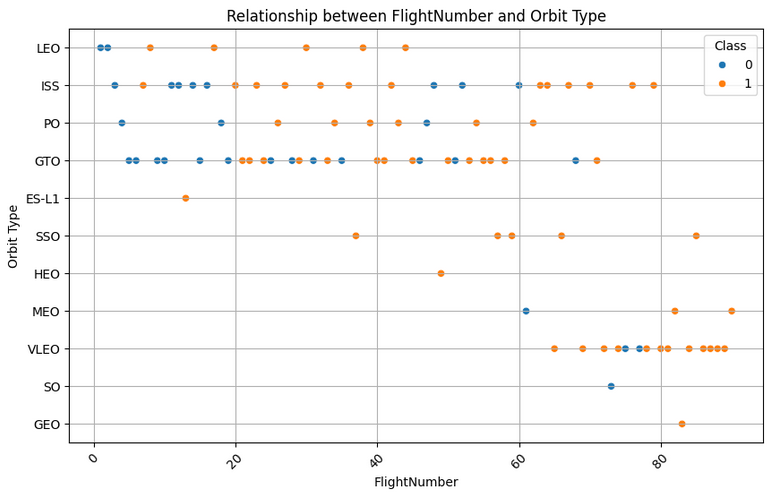 Relationship between FlightNumber and Orbit Type
Class
0
1
LEO
ISS
PO
GTO
ES-L1
SSO
HEO
MEO
VLEO
SO
GEO
Orbit Type
0
20
40
60
80
FlightNumber